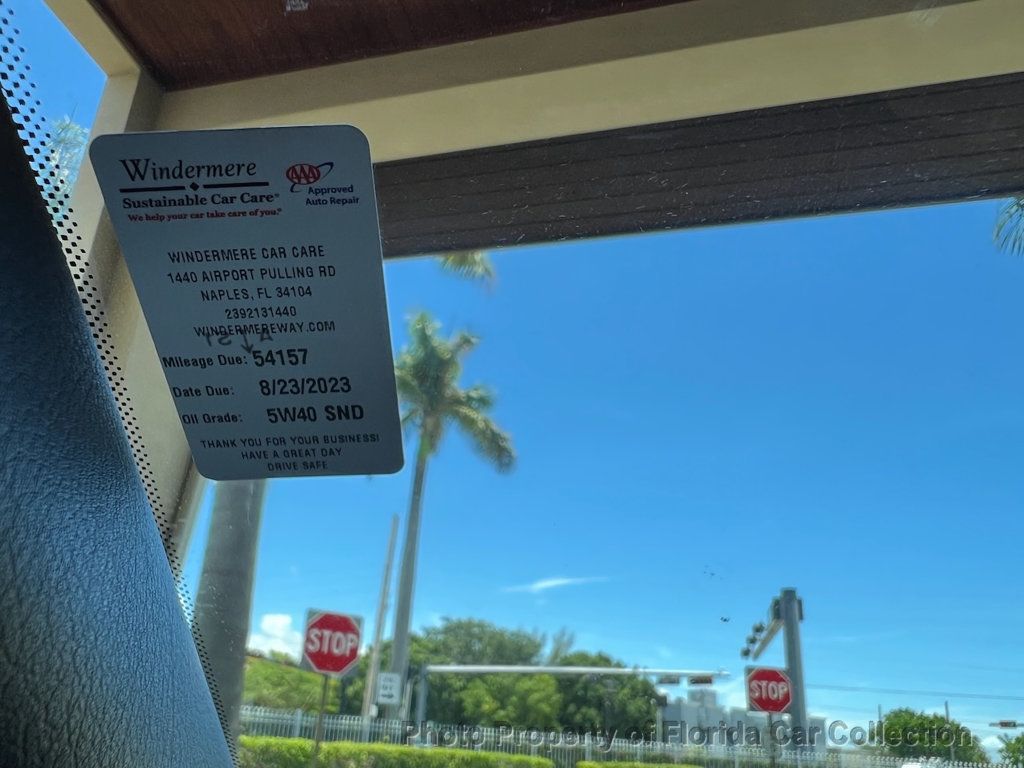 Windermere
Sustainable Car Care®
We help your car take care of you.®
AAA
Approved
Auto Repair
WINDERMERE CAR CARE
1440 AIRPORT PULLING RD
NAPLES, FL 34104
2392131440
WINDERMEREWAY.COM
Mileage Due: 54157
Date Due: 8/23/2023
Oil Grade: 5W40 SND
THANK YOU FOR YOUR BUSINESS!
HAVE A GREAT DAY
DRIVE SAFE
STOP
STOP
Photo Property of Florida Car Collection